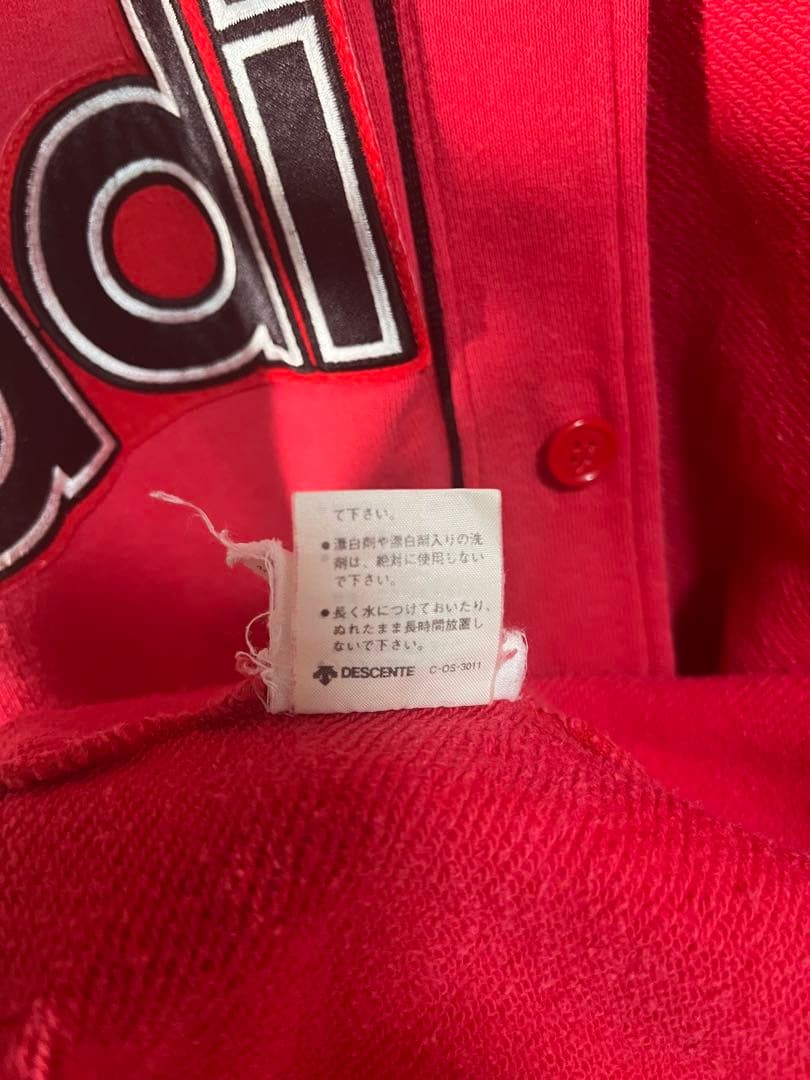 adi
て下さい。
●漂白剤や漂白剤入りの洗
剤は、絶対に使用しない
で下さい。
●長く水につけておいたり、
ぬれたまま長時間放置し
ないで下さい。
DESCENTE C-OS-3011